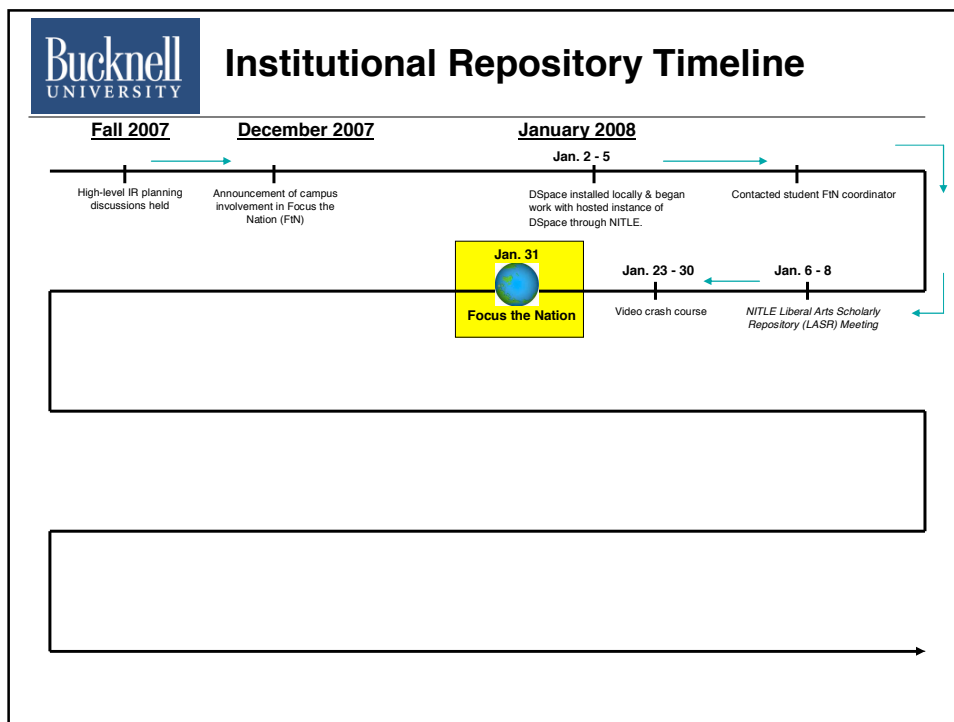 Bucknell
UNIVERSITY
Institutional Repository Timeline
Fall 2007
December 2007
January 2008
Jan. 2 - 5
High-level IR planning
discussions held
Announcement of campus
involvement in Focus the
Nation (FtN)
DSpace installed locally & began
work with hosted instance of
DSpace through NITLE.
Contacted student FtN coordinator
Jan. 6 - 8
NITLE Liberal Arts Scholarly
Repository (LASR) Meeting
Jan. 23 - 30
Video crash course
Jan. 31
Focus the Nation